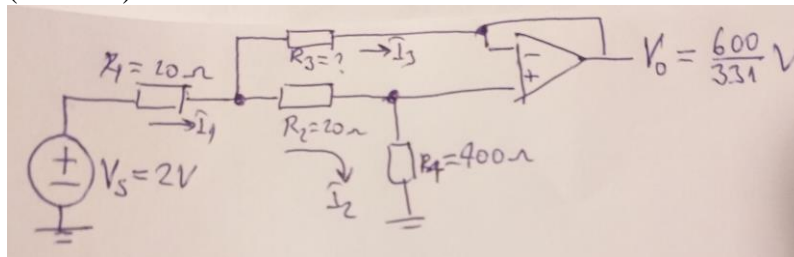 R1=20Ω
R3=?
I3
V0 = 600/331 V
I1
R2=20Ω
VS=2V
I2
R4=400Ω
+
−
−
+